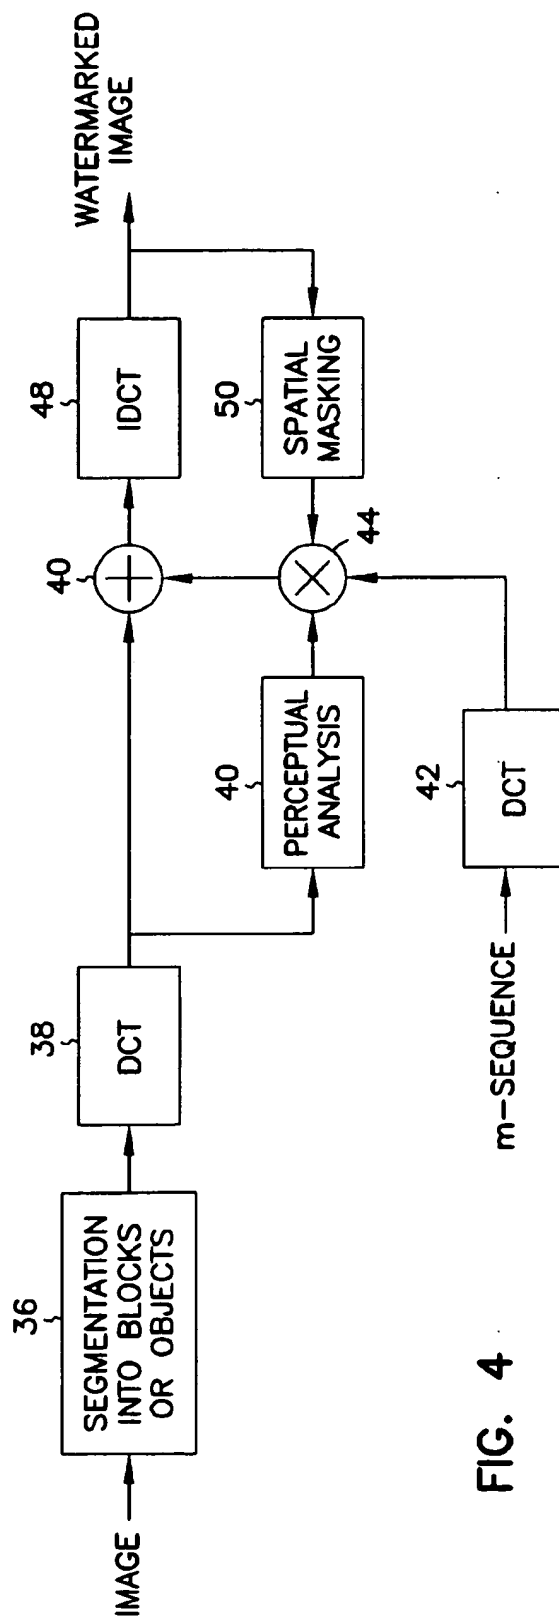 IMAGE
36
SEGMENTATION
INTO BLOCKS
OR OBJECTS
38
DCT
40
PERCEPTUAL
ANALYSIS
40
+
48
IDCT
WATERMARKED
IMAGE
50
SPATIAL
MASKING
44
×
m-SEQUENCE
42
DCT
FIG. 4